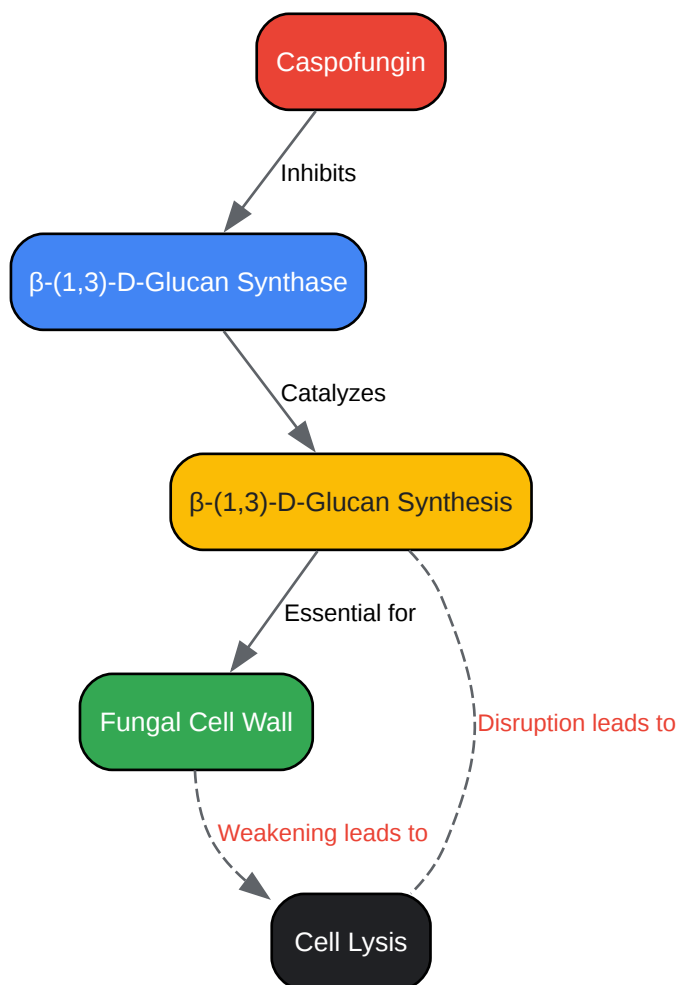 Caspofungin
Inhibits
β-(1,3)-D-Glucan Synthase
Catalyzes
β-(1,3)-D-Glucan Synthesis
Essential for
Fungal Cell Wall
Disruption leads to
Weakening leads to
Cell Lysis